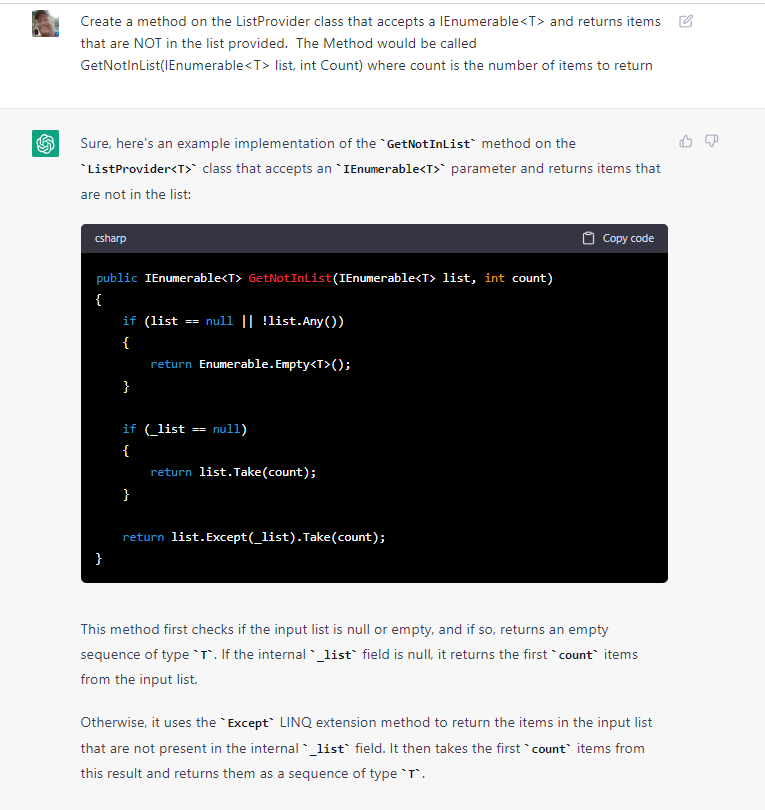 Create a method on the ListProvider class that accepts a IEnumerable<T> and returns items
that are NOT in the list provided.  The Method would be called
GetNotInList(IEnumerable<T> list, int Count) where count is the number of items to return
Sure, here's an example implementation of the `GetNotInList` method on the
`ListProvider<T>` class that accepts an `IEnumerable<T>` parameter and returns items that
are not in the list:
csharp
Copy code
public IEnumerable<T> GetNotInList(IEnumerable<T> list, int count)
{
    if (list == null || !list.Any())
    {
        return Enumerable.Empty<T>();
    }
    if (_list == null)
    {
        return list.Take(count);
    }
    return list.Except(_list).Take(count);
}
This method first checks if the input list is null or empty, and if so, returns an empty
sequence of type `T`. If the internal `_list` field is null, it returns the first `count` items
from the input list.
Otherwise, it uses the `Except` LINQ extension method to return the items in the input list
that are not present in the internal `_list` field. It then takes the first `count` items from
this result and returns them as a sequence of type `T`.